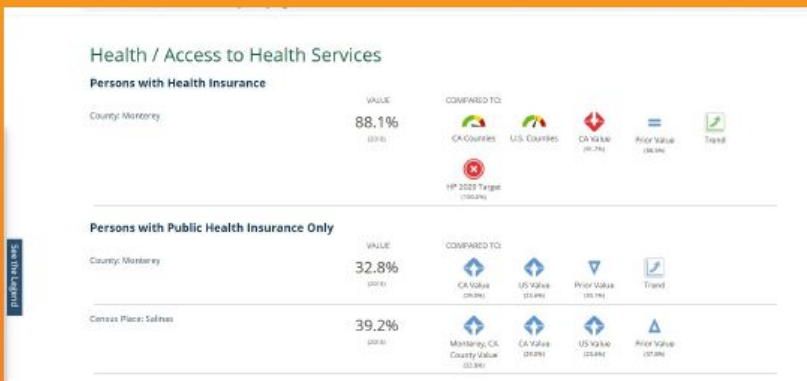 Health / Access to Health Services
Persons with Health Insurance
VALUE COMPARED TO:
County: Monterey
88.1%
CA Counties U.S. Counties CA Value Prior Value Trend
HP 2020 Target
(100.0%)
Persons with Public Health Insurance Only
VALUE COMPARED TO:
County: Monterey
32.8%
CA Value US Value Prior Value Trend
Census Place: Salinas
39.2%
Monterey, CA County Value CA Value US Value Prior Value
See the Legend